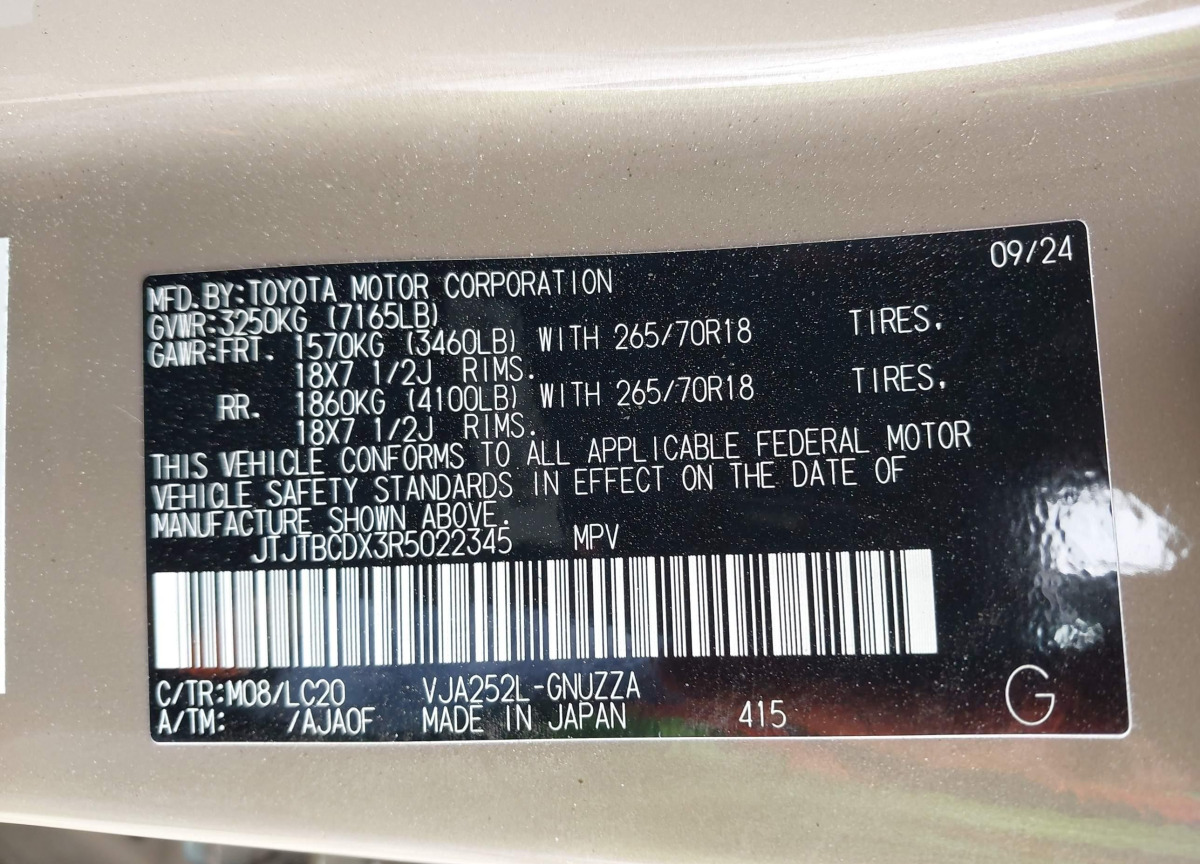 09/24
MFD.BY:TOYOTA MOTOR CORPORATION
GVWR:3250KG (7165LB)
GAWR:FRT. 1570KG (3460LB) WITH 265/70R18 TIRES.
18X7 1/2J RIMS.
RR. 1860KG (4100LB) WITH 265/70R18 TIRES.
18X7 1/2J RIMS.
THIS VEHICLE CONFORMS TO ALL APPLICABLE FEDERAL MOTOR
VEHICLE SAFETY STANDARDS IN EFFECT ON THE DATE OF
MANUFACTURE SHOWN ABOVE.
JTJTBCDX3R5022345 MPV
C/TR:M08/LC20 VJA252L-GNUZZA
A/TM: /AJA0F MADE IN JAPAN 415
G